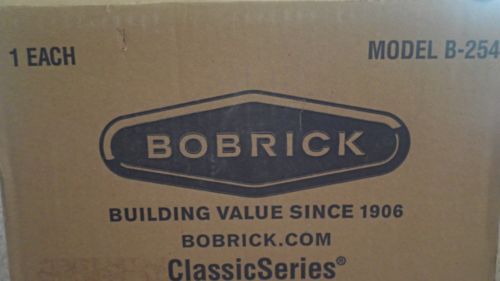 1 EACH
MODEL B-254
BOBRICK
BUILDING VALUE SINCE 1906
BOBRICK.COM
ClassicSeries®